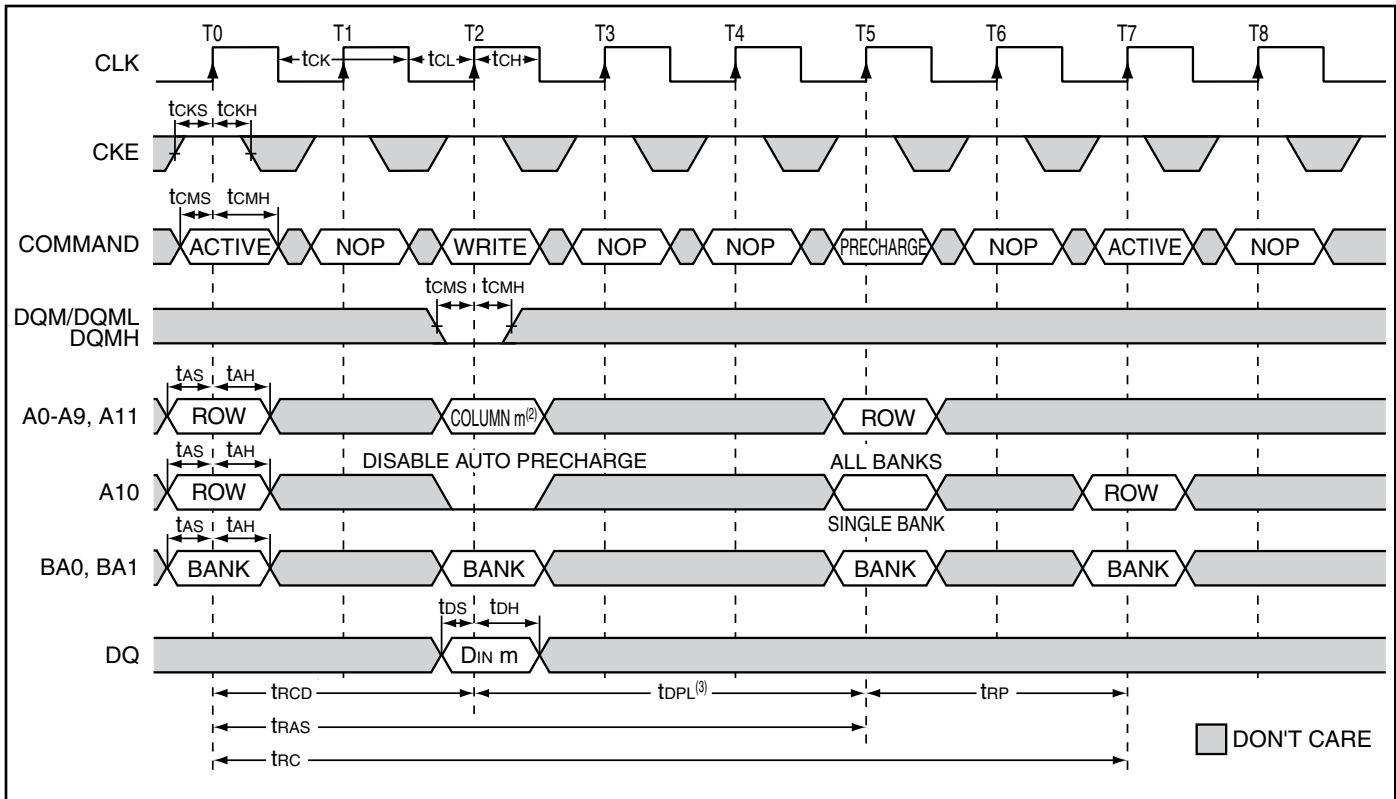 T0 T1 T2 T3 T4 T5 T6 T7 T8
CLK tCK tCL tCH
tCKS tCKH
CKE
tCMS tCMH
COMMAND ACTIVE NOP WRITE NOP NOP PRECHARGE NOP ACTIVE NOP
tCMS tCMH
DQM/DQML
DQMH
tAS tAH
A0-A9, A11 ROW COLUMN m(2) ROW
tAS tAH DISABLE AUTO PRECHARGE ALL BANKS
A10 ROW ROW
tAS tAH SINGLE BANK
BA0, BA1 BANK BANK BANK BANK
tDS tDH
DQ DIN m
tRCD tDPL(3) tRP
tRAS
DON'T CARE
tRC